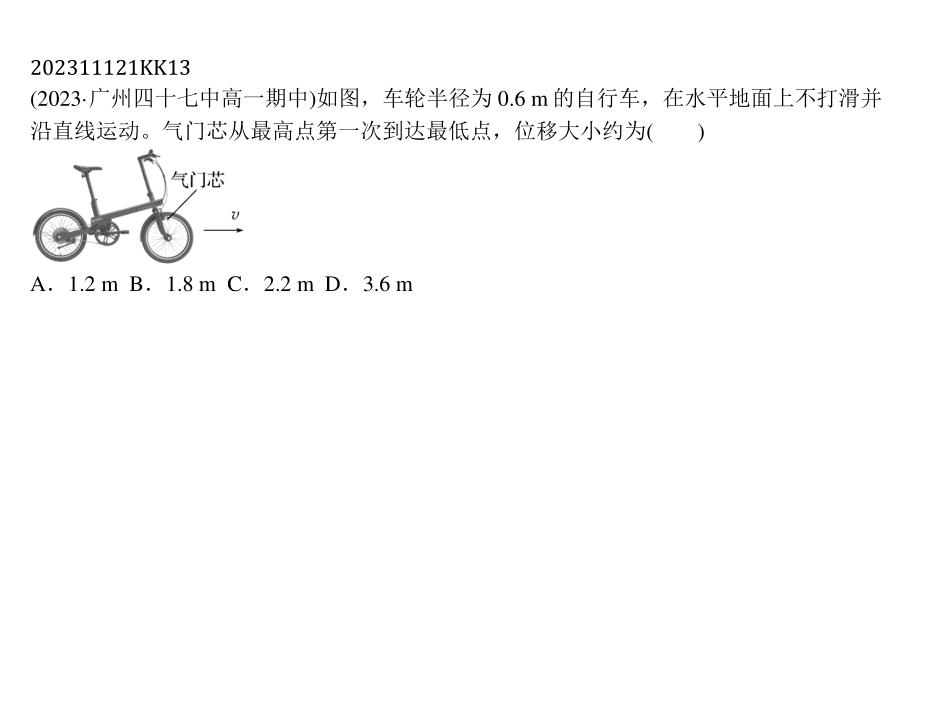 202311121KK13
(2023·广州四十七中高一期中)如图，车轮半径为 0.6 m 的自行车，在水平地面上不打滑并
沿直线运动。气门芯从最高点第一次到达最低点，位移大小约为(　　)
气门芯
v
A．1.2 m B．1.8 m C．2.2 m D．3.6 m